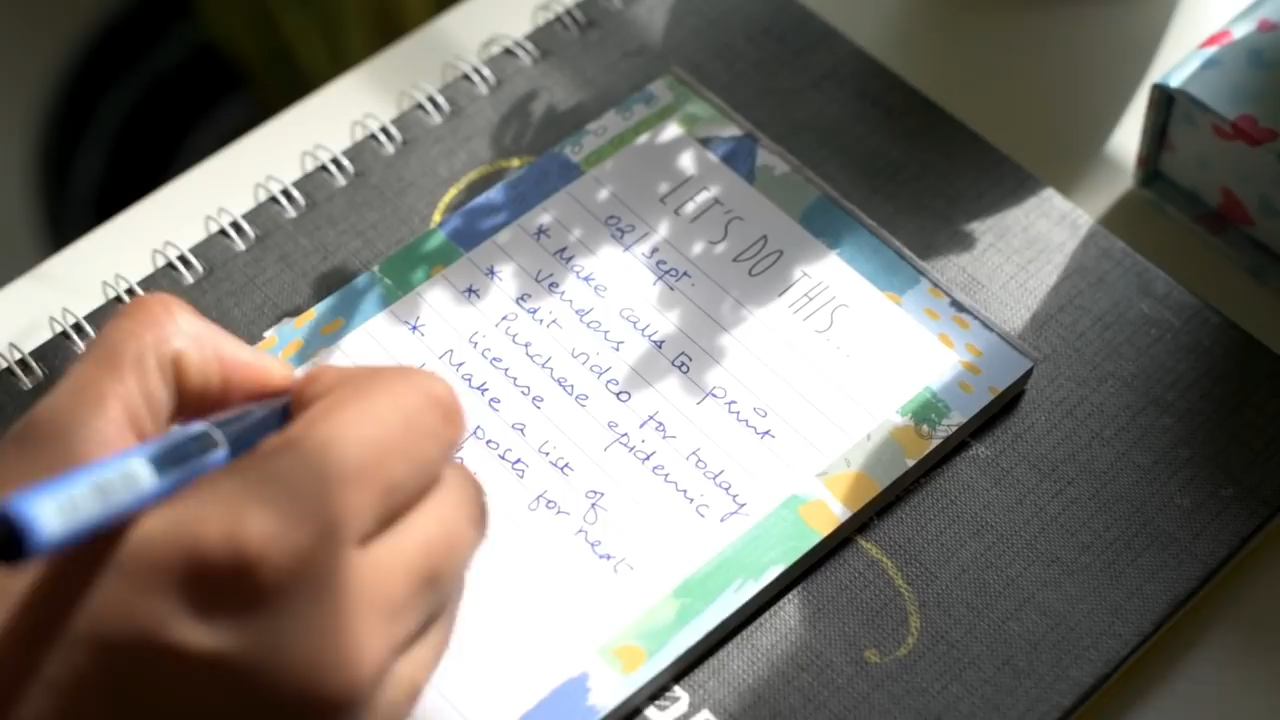 LET'S DO THIS...
03/Sept.
* Make calls to print
vendors
* Edit video for today
* Purchase epidemic
license
* Make a list of
posts for next